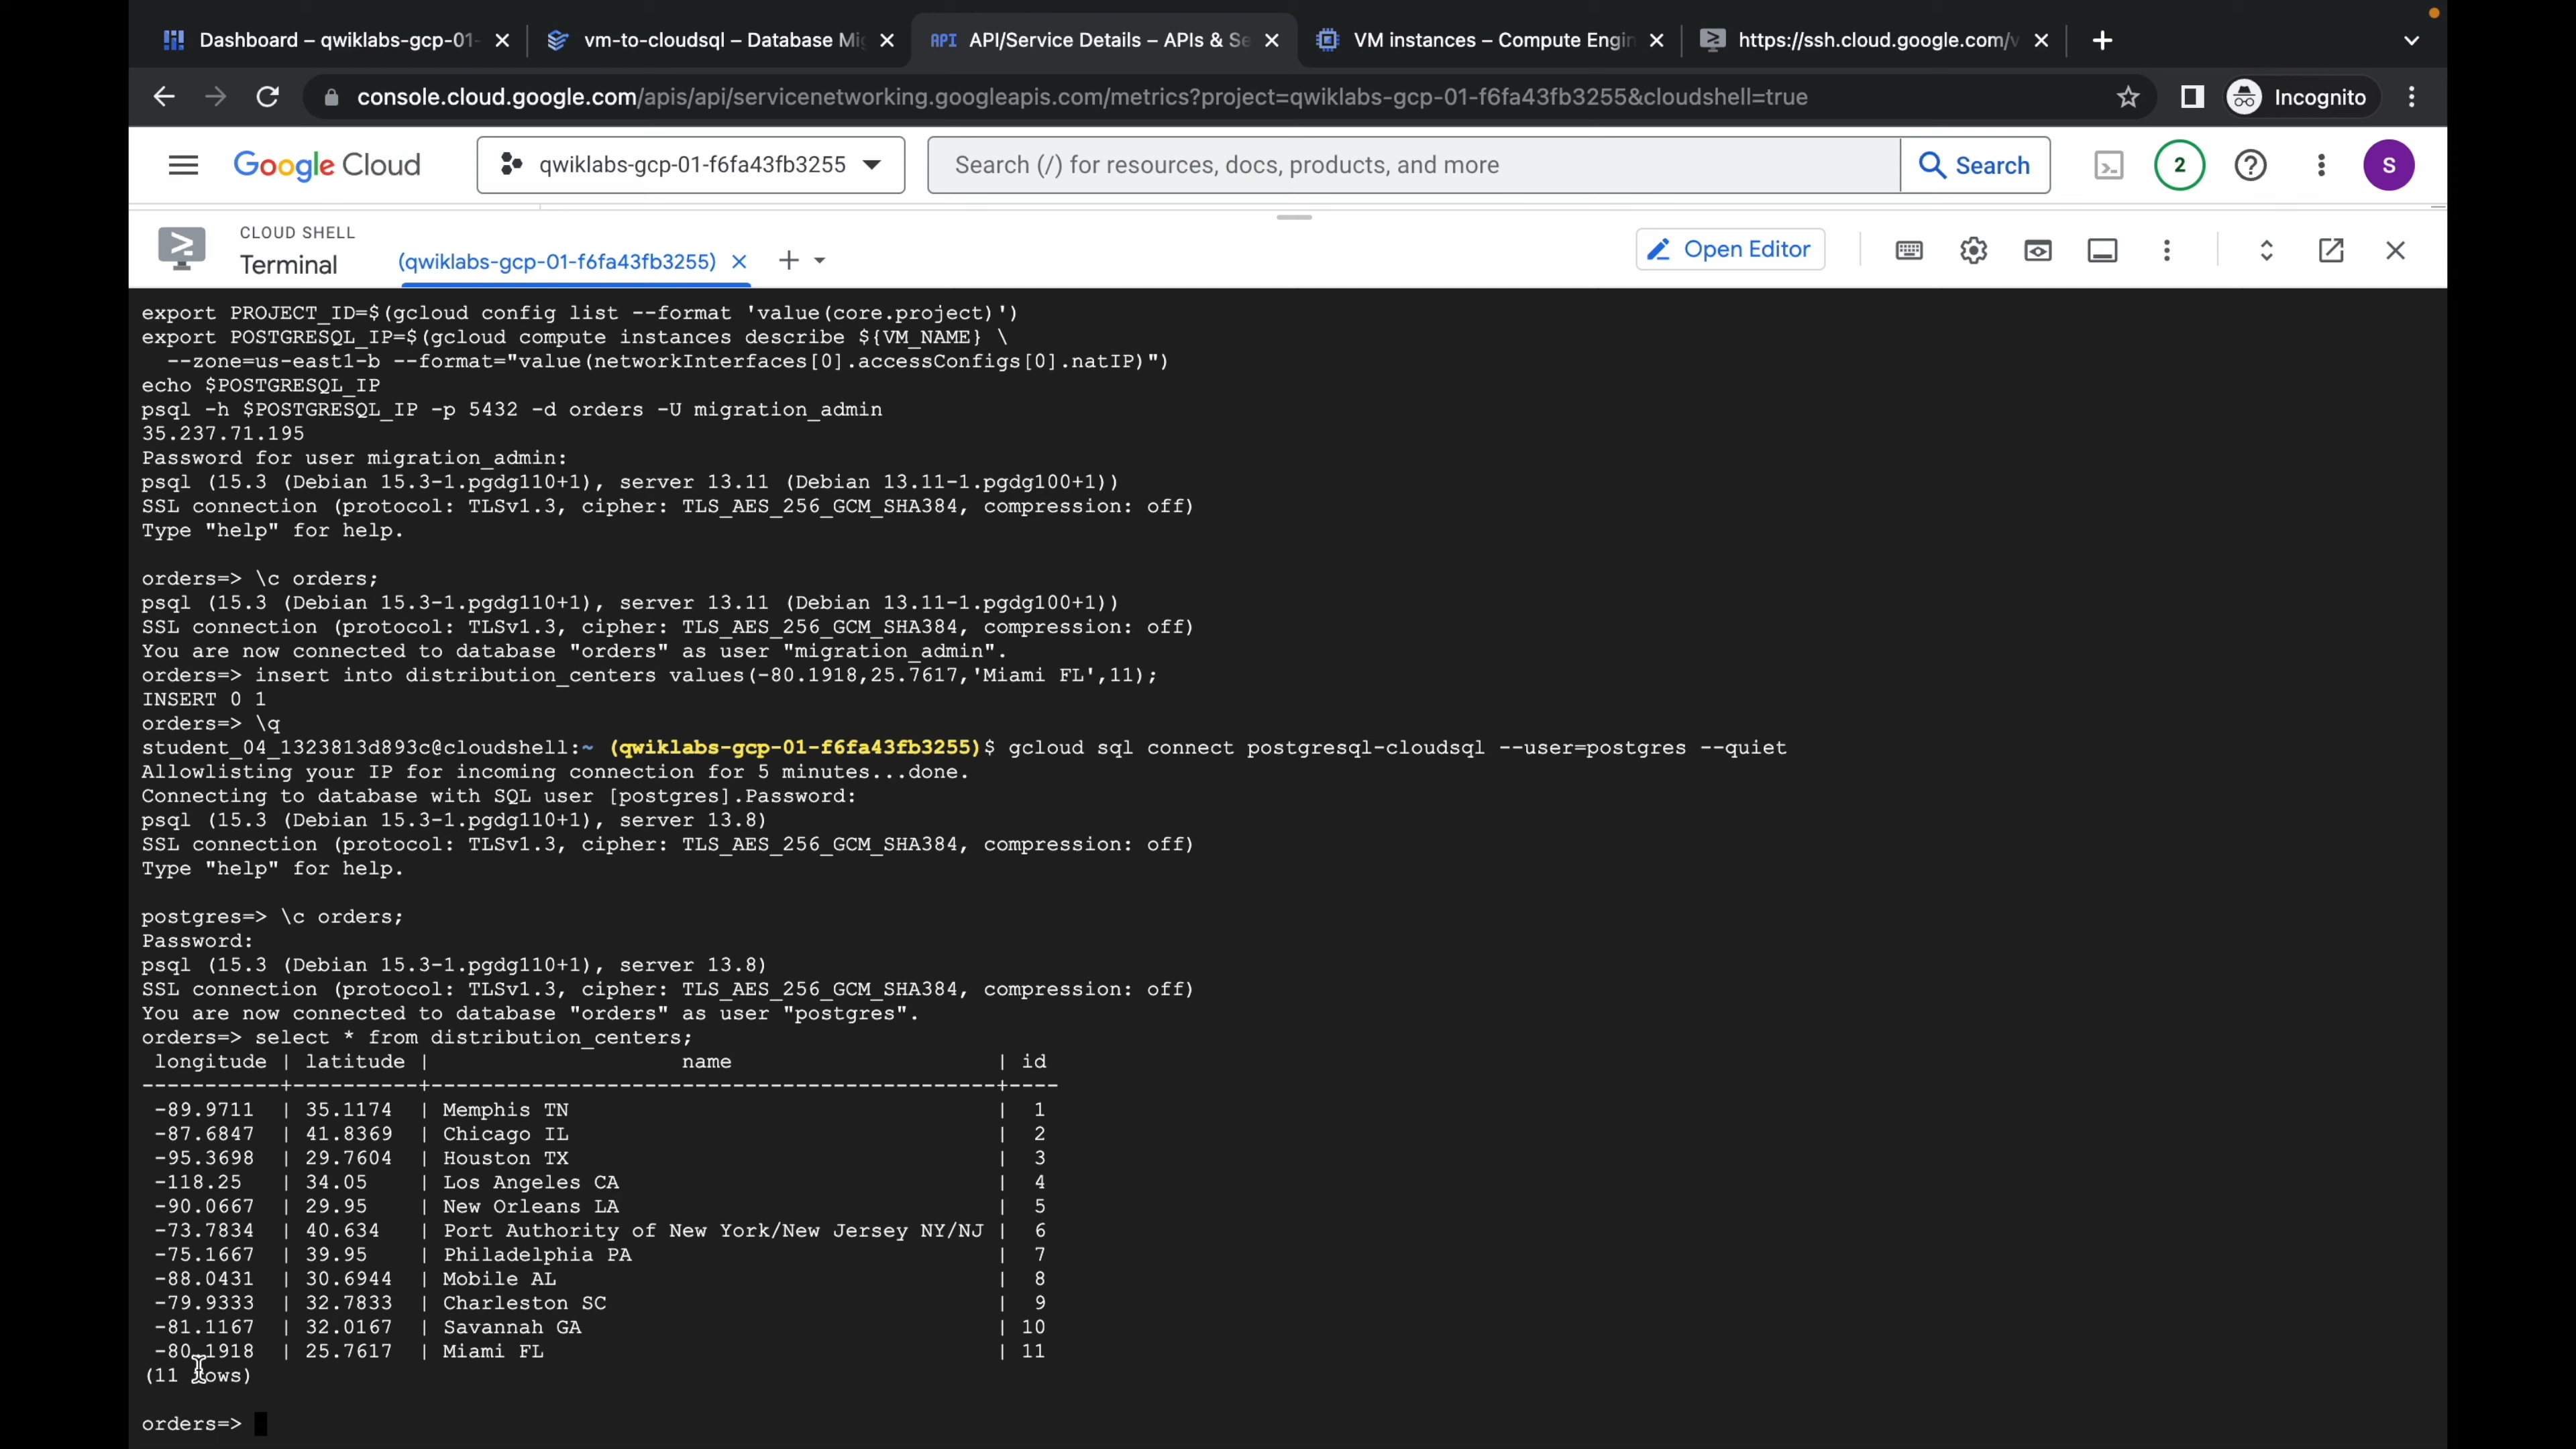 Dashboard – qwiklabs-gcp-01-
vm-to-cloudsql – Database Mig
API API/Service Details – APIs & Se
VM instances – Compute Engin
https://ssh.cloud.google.com/v
console.cloud.google.com/apis/api/servicenetworking.googleapis.com/metrics?project=qwiklabs-gcp-01-f6fa43fb3255&cloudshell=true
Incognito
Google Cloud
qwiklabs-gcp-01-f6fa43fb3255
Search (/) for resources, docs, products, and more
Search
2
S
CLOUD SHELL
Terminal
(qwiklabs-gcp-01-f6fa43fb3255)
Open Editor
export PROJECT_ID=$(gcloud config list --format 'value(core.project)')
export POSTGRESQL_IP=$(gcloud compute instances describe ${VM_NAME} \
--zone=us-east1-b --format="value(networkInterfaces[0].accessConfigs[0].natIP)")
echo $POSTGRESQL_IP
psql -h $POSTGRESQL_IP -p 5432 -d orders -U migration_admin
35.237.71.195
Password for user migration_admin:
psql (15.3 (Debian 15.3-1.pgdg110+1), server 13.11 (Debian 13.11-1.pgdg100+1))
SSL connection (protocol: TLSv1.3, cipher: TLS_AES_256_GCM_SHA384, compression: off)
Type "help" for help.
orders=> \c orders;
psql (15.3 (Debian 15.3-1.pgdg110+1), server 13.11 (Debian 13.11-1.pgdg100+1))
SSL connection (protocol: TLSv1.3, cipher: TLS_AES_256_GCM_SHA384, compression: off)
You are now connected to database "orders" as user "migration_admin".
orders=> insert into distribution_centers values(-80.1918,25.7617,'Miami FL',11);
INSERT 0 1
orders=> \q
student_04_1323813d893c@cloudshell:~ (qwiklabs-gcp-01-f6fa43fb3255)$ gcloud sql connect postgresql-cloudsql --user=postgres --quiet
Allowlisting your IP for incoming connection for 5 minutes...done.
Connecting to database with SQL user [postgres].Password:
psql (15.3 (Debian 15.3-1.pgdg110+1), server 13.8)
SSL connection (protocol: TLSv1.3, cipher: TLS_AES_256_GCM_SHA384, compression: off)
Type "help" for help.
postgres=> \c orders;
Password:
psql (15.3 (Debian 15.3-1.pgdg110+1), server 13.8)
SSL connection (protocol: TLSv1.3, cipher: TLS_AES_256_GCM_SHA384, compression: off)
You are now connected to database "orders" as user "postgres".
orders=> select * from distribution_centers;
longitude | latitude | name | id
-----------+----------+---------------------------------------------+----
-89.9711 | 35.1174 | Memphis TN | 1
-87.6847 | 41.8369 | Chicago IL | 2
-95.3698 | 29.7604 | Houston TX | 3
-118.25 | 34.05 | Los Angeles CA | 4
-90.0667 | 29.95 | New Orleans LA | 5
-73.7834 | 40.634 | Port Authority of New York/New Jersey NY/NJ | 6
-75.1667 | 39.95 | Philadelphia PA | 7
-88.0431 | 30.6944 | Mobile AL | 8
-79.9333 | 32.7833 | Charleston SC | 9
-81.1167 | 32.0167 | Savannah GA | 10
-80.1918 | 25.7617 | Miami FL | 11
(11 rows)
orders=>